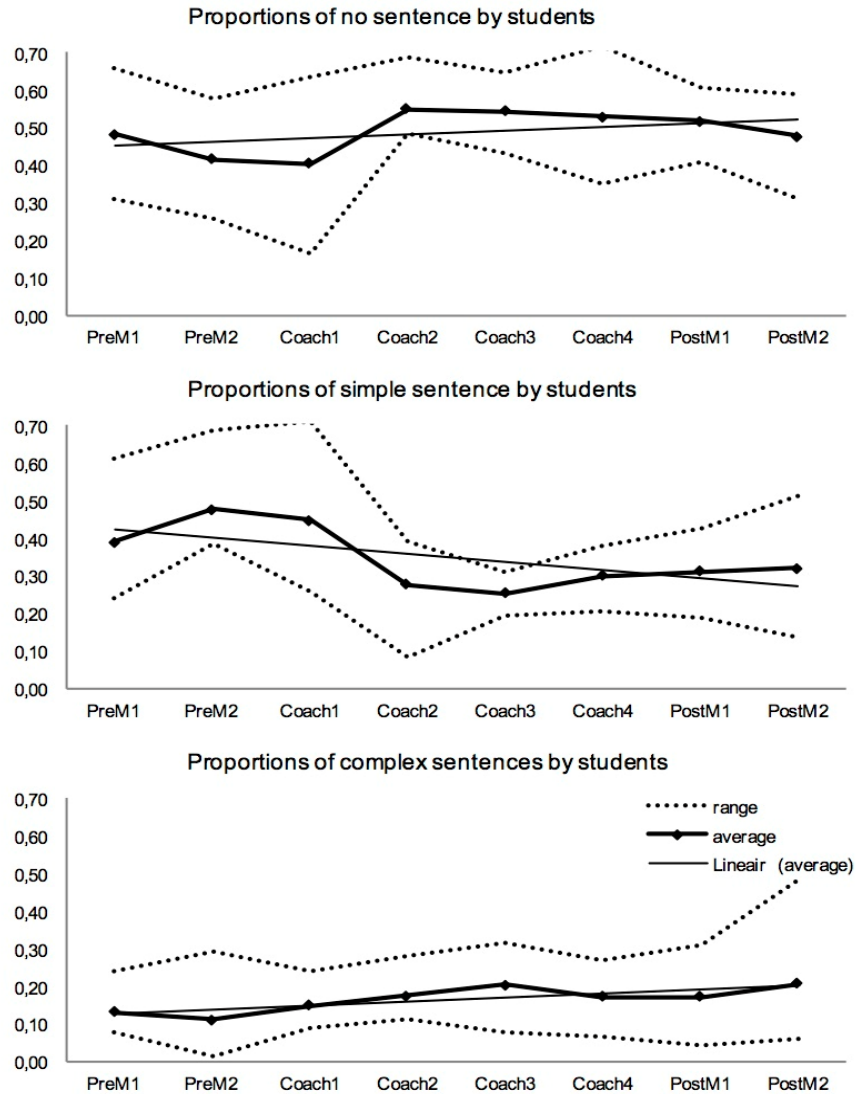 Proportions of no sentence by students
0,70
0,60
0,50
0,40
0,30
0,20
0,10
0,00
PreM1 PreM2 Coach1 Coach2 Coach3 Coach4 PostM1 PostM2
Proportions of simple sentence by students
0,70
0,60
0,50
0,40
0,30
0,20
0,10
0,00
PreM1 PreM2 Coach1 Coach2 Coach3 Coach4 PostM1 PostM2
Proportions of complex sentences by students
0,70
0,60
0,50
0,40
0,30
0,20
0,10
0,00
range
average
Lineair (average)
PreM1 PreM2 Coach1 Coach2 Coach3 Coach4 PostM1 PostM2